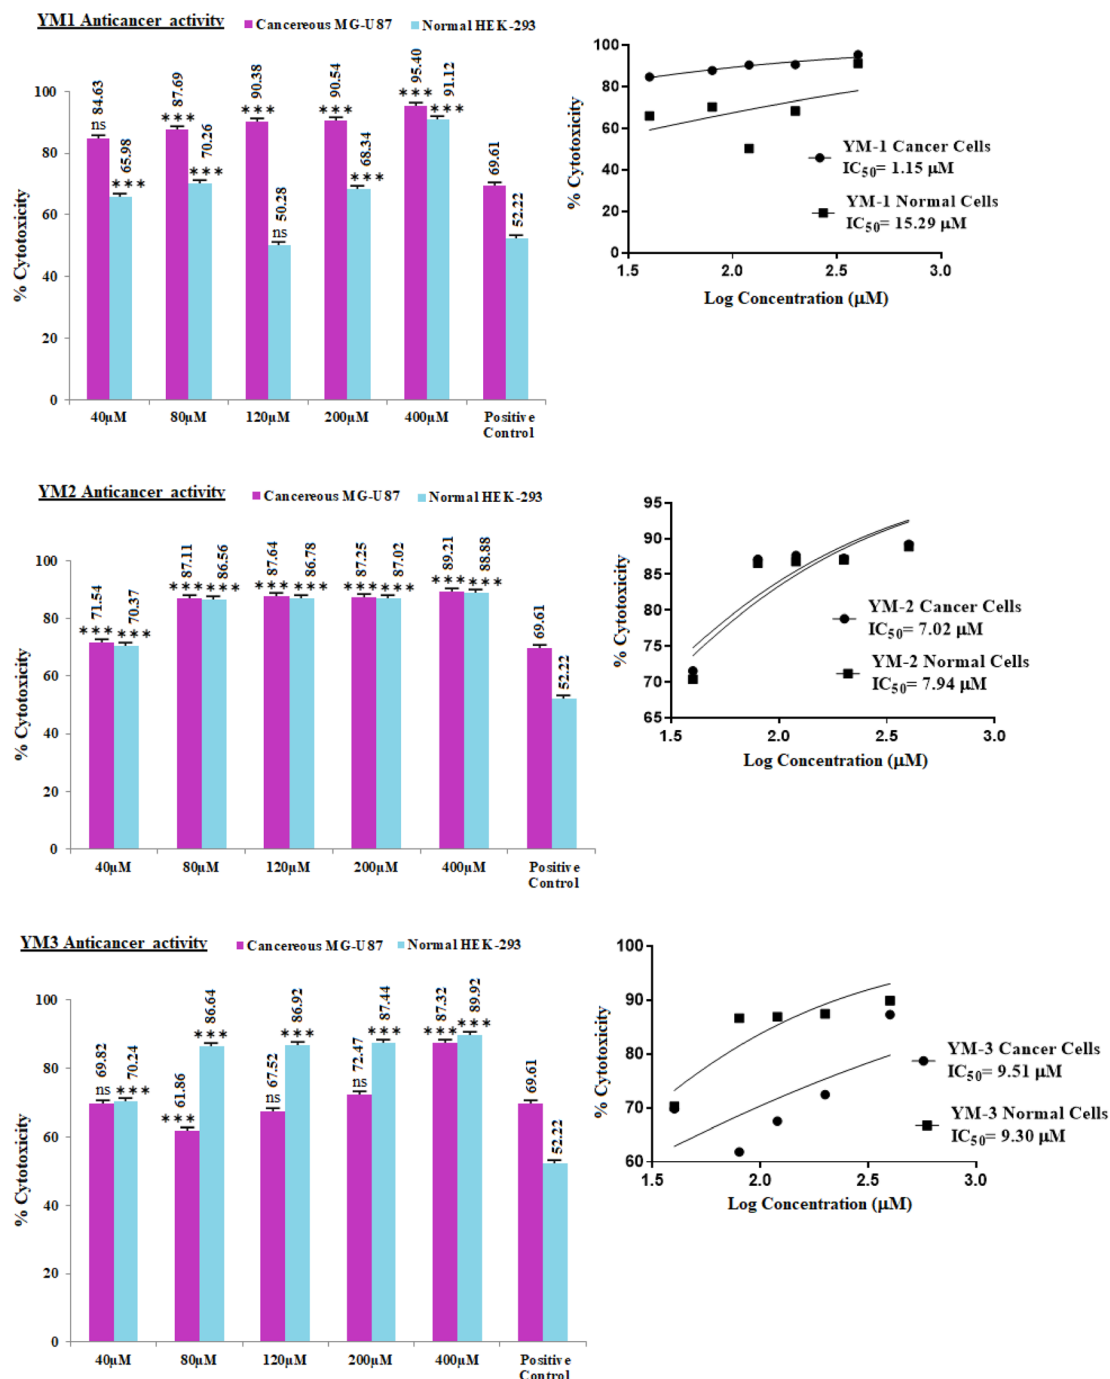 YM1 Anticancer activity
Cancereous MG-U87 Normal HEK-293
% Cytotoxicity
100
80
60
40
20
0
84.63 65.98 87.69 70.26 90.38 50.28 90.54 68.34 95.40 91.12 69.61 52.22
ns *** *** *** *** ns *** *** *** ***
40µM 80µM 120µM 200µM 400µM Positive
Control
% Cytotoxicity
100
80
60
40
20
0
1.5 2.0 2.5 3.0
Log Concentration (µM)
YM-1 Cancer Cells
IC50= 1.15 µM
YM-1 Normal Cells
IC50= 15.29 µM
YM2 Anticancer activity
Cancereous MG-U87 Normal HEK-293
% Cytotoxicity
100
80
60
40
20
0
71.54 70.37 87.11 86.56 87.64 86.78 87.25 87.02 89.21 88.88 69.61 52.22
*** *** *** *** *** *** *** *** *** ***
40µM 80µM 120µM 200µM 400µM Positive
Control
% Cytotoxicity
95
90
85
80
75
70
65
1.5 2.0 2.5 3.0
Log Concentration (µM)
YM-2 Cancer Cells
IC50= 7.02 µM
YM-2 Normal Cells
IC50= 7.94 µM
YM3 Anticancer activity
Cancereous MG-U87 Normal HEK-293
% Cytotoxicity
100
80
60
40
20
0
69.82 70.24 61.86 86.64 67.52 86.92 72.47 87.44 87.32 89.92 69.61 52.22
ns *** *** *** ns *** ns *** *** ***
40µM 80µM 120µM 200µM 400µM Positive
Control
% Cytotoxicity
100
90
80
70
60
1.5 2.0 2.5 3.0
Log Concentration (µM)
YM-3 Cancer Cells
IC50= 9.51 µM
YM-3 Normal Cells
IC50= 9.30 µM